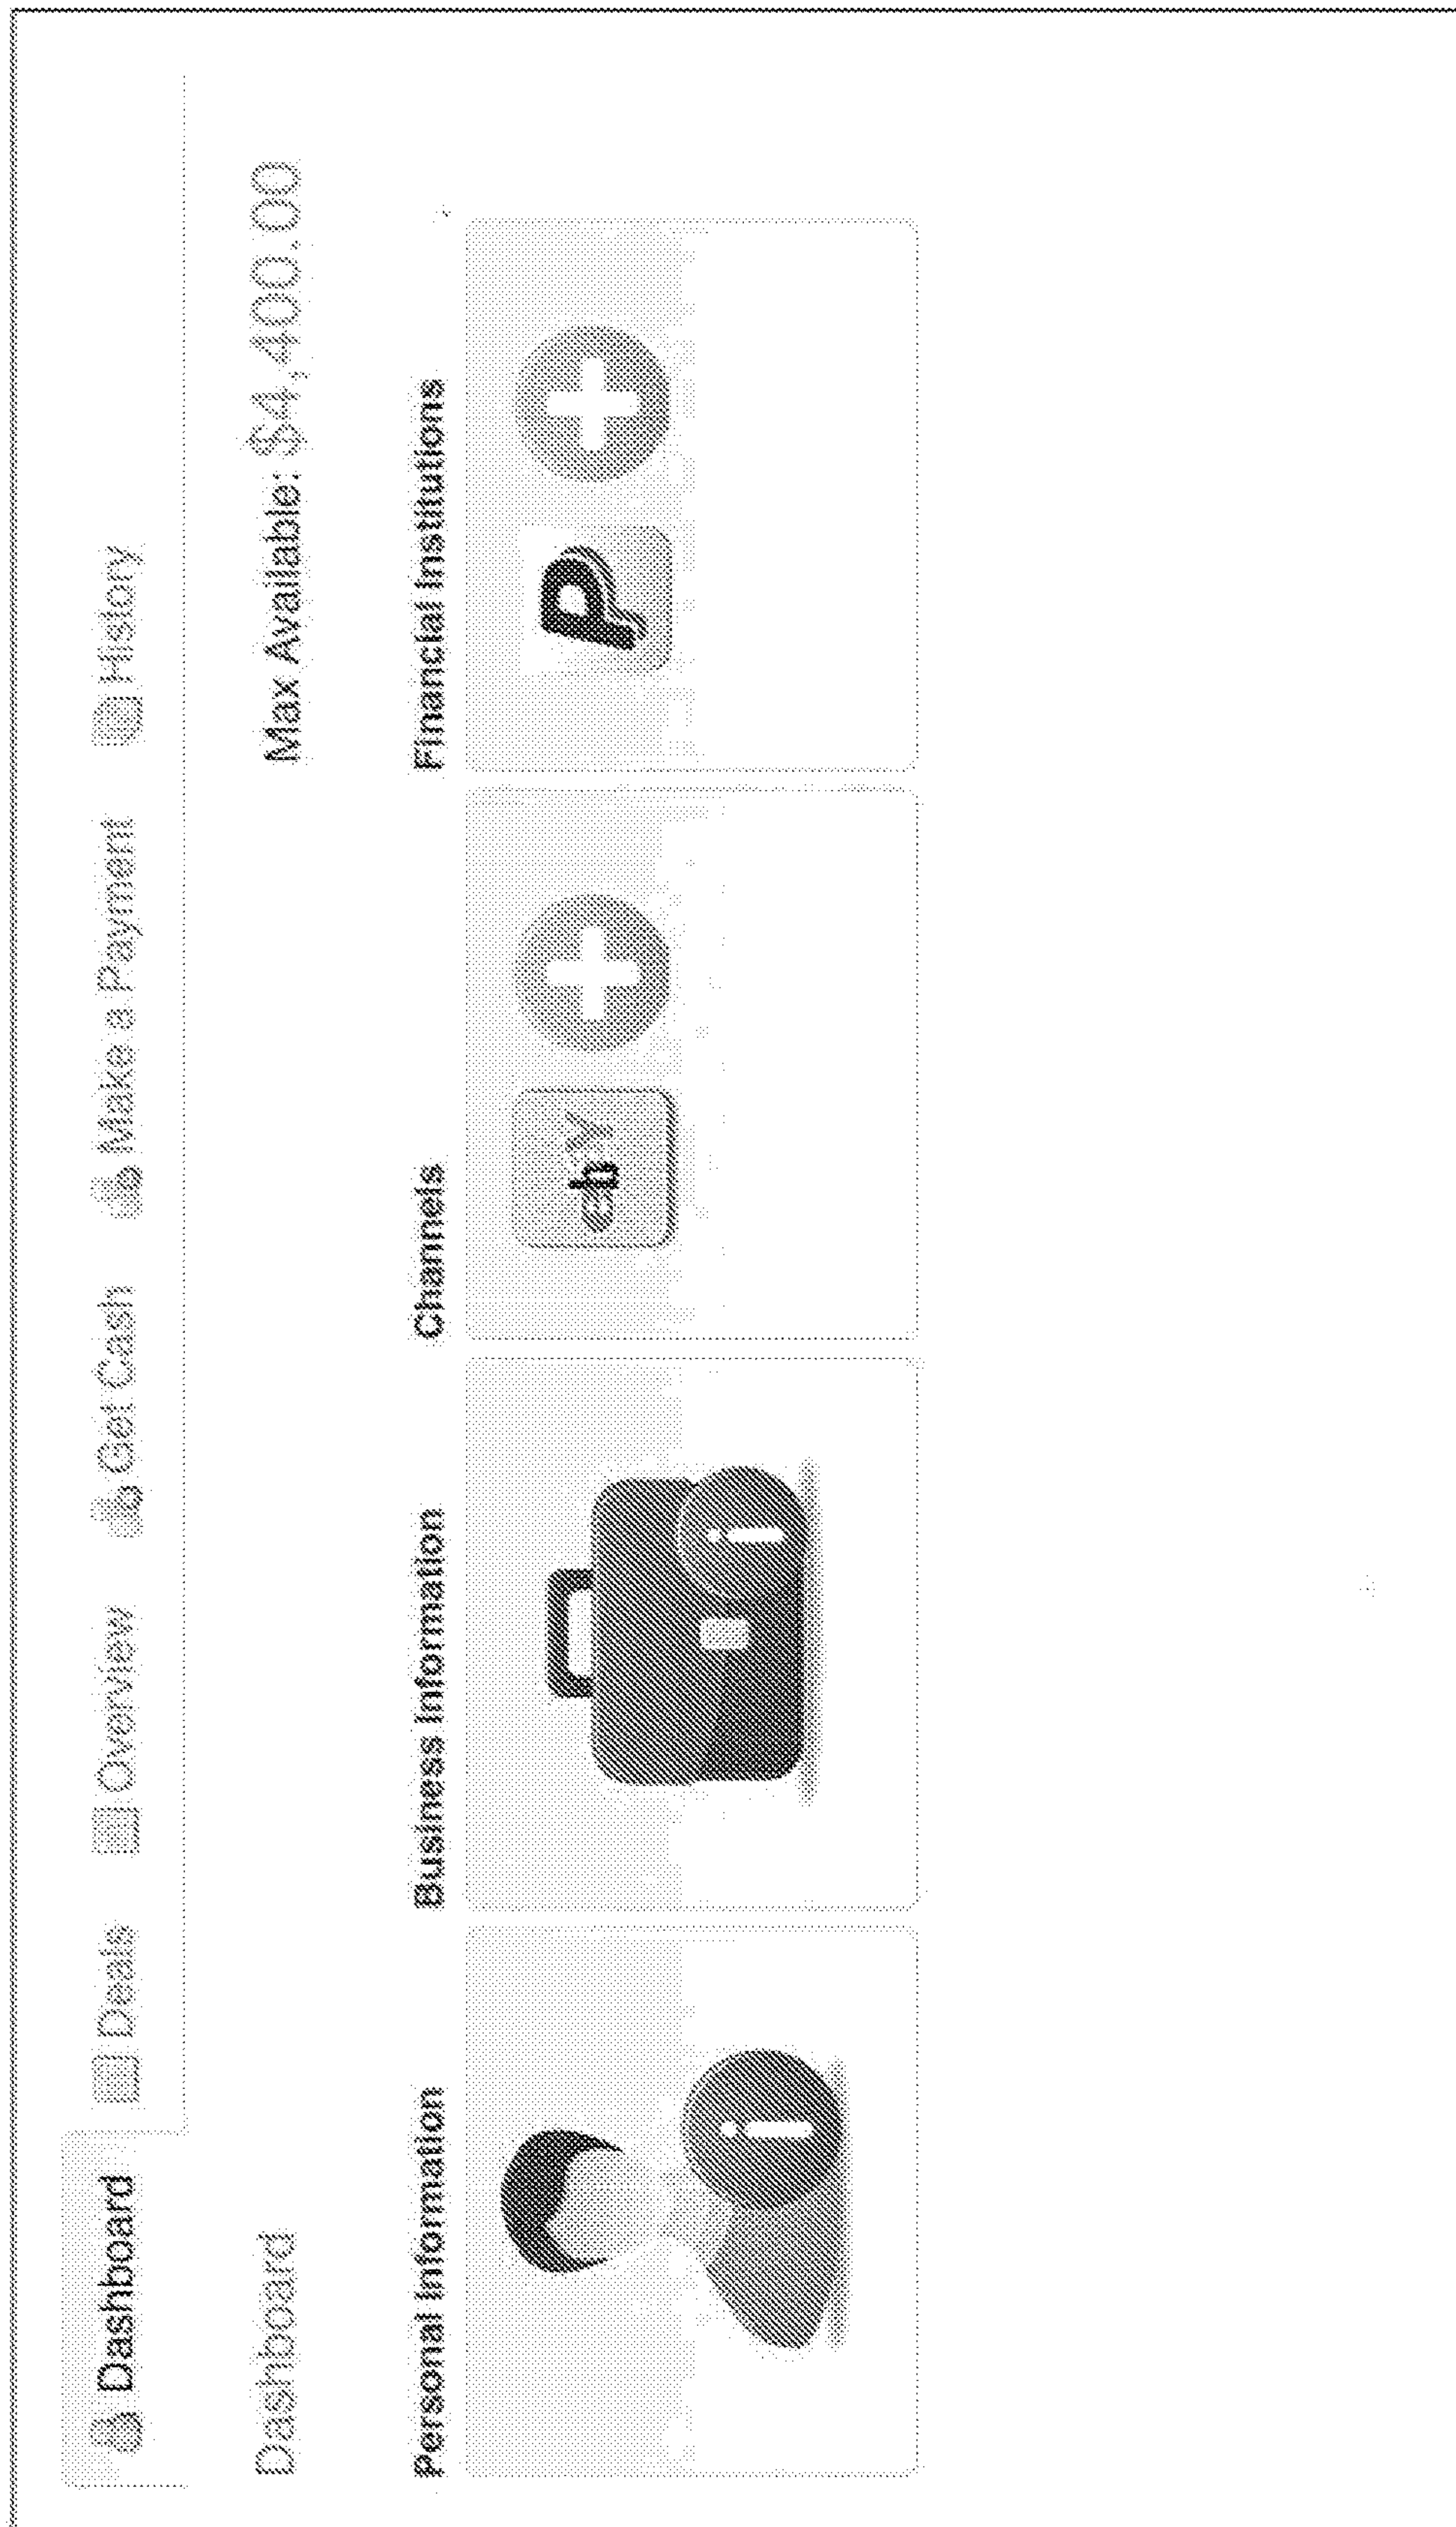 Dashboard Deals Overview Get Cash Make a Payment History
Dashboard Max Available: $4,400.00
Personal Information Business Information Channels Financial Institutions
i i P